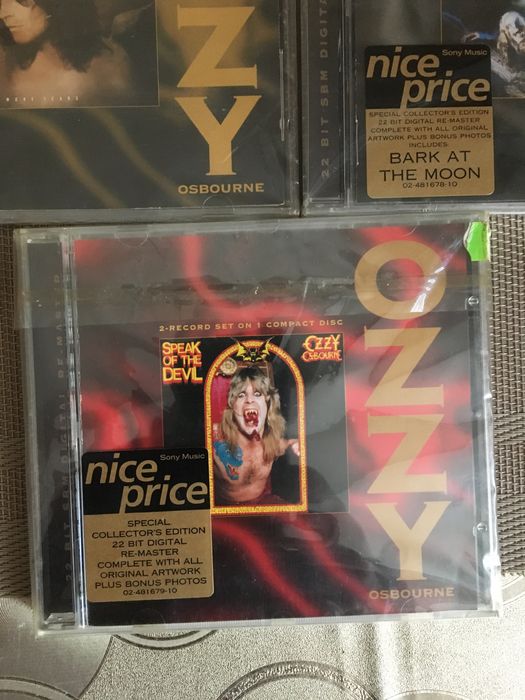 MORE TEARS
Z
Y
OSBOURNE
22 BIT SBM DIGITAL
Sony Music
nice
price
SPECIAL COLLECTOR'S EDITION
22 BIT DIGITAL RE-MASTER
COMPLETE WITH ALL ORIGINAL
ARTWORK PLUS BONUS PHOTOS
INCLUDES:
BARK AT
THE MOON
02-481678-10
22 BIT SBM DIGITAL RE-MASTER
OZZY
OSBOURNE
2-RECORD SET ON 1 COMPACT DISC
SPEAK
OF THE
DEVIL
OZZY
OSBOURNE
Sony Music
nice
price
SPECIAL
COLLECTOR'S EDITION
22 BIT DIGITAL
RE-MASTER
COMPLETE WITH ALL
ORIGINAL ARTWORK
PLUS BONUS PHOTOS
02-481679-10